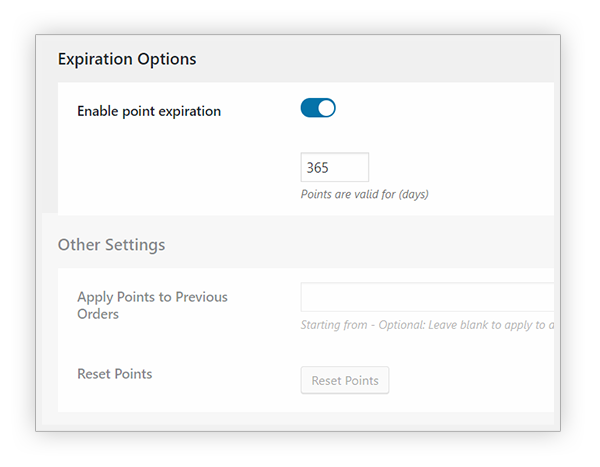 Expiration Options
Enable point expiration
365
Points are valid for (days)
Other Settings
Apply Points to Previous
Orders
Starting from - Optional: Leave blank to apply to a
Reset Points
Reset Points